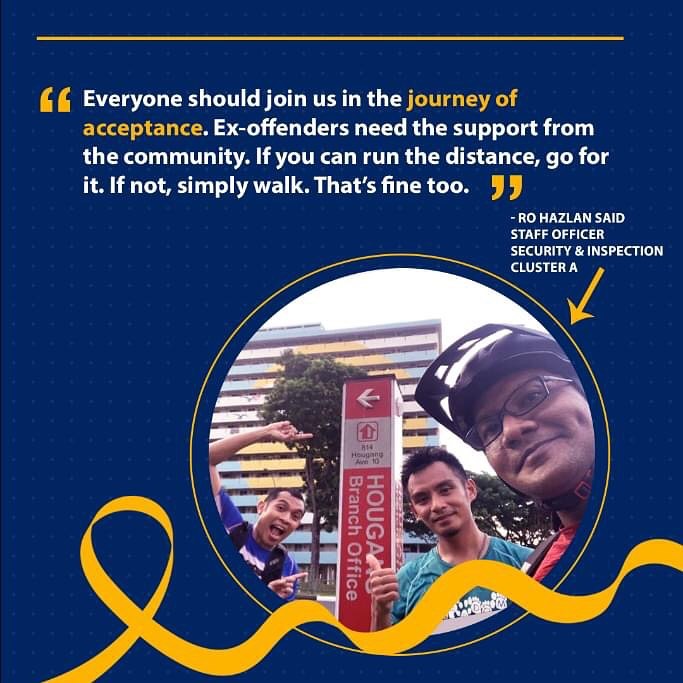 “ Everyone should join us in the journey of
acceptance. Ex-offenders need the support from
the community. If you can run the distance, go for
it. If not, simply walk. That’s fine too. ”
- RO HAZLAN SAID
STAFF OFFICER
SECURITY & INSPECTION
CLUSTER A
814
Hougang
Ave 10
Branch Office